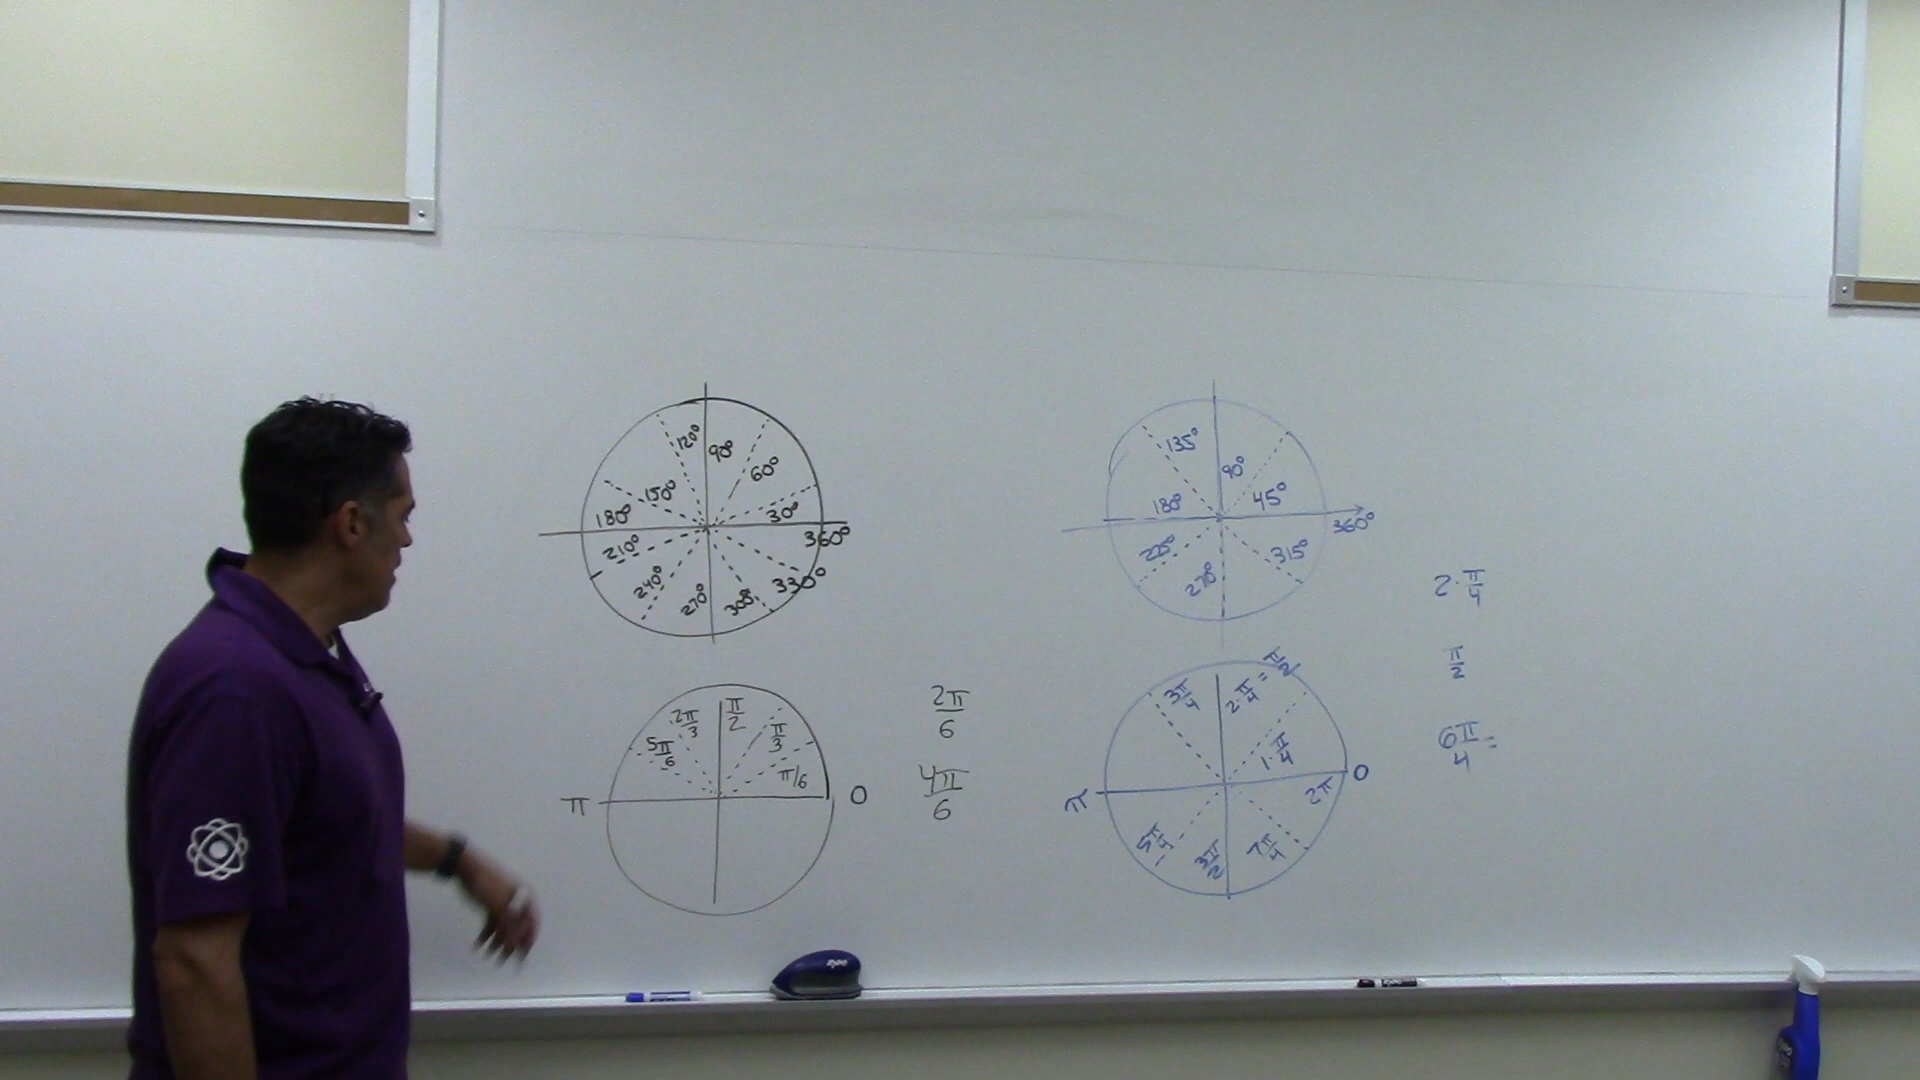 120°
90°
60°
150°
30°
180°
360°
210°
330°
240°
270°
300°
135°
90°
45°
180°
360°
225°
315°
270°
2π/3
π/2
π/3
5π/6
π/6
π
0
2π/6
4π/6
3π/4
2·π/4 = π/2
1·π/4
0
π
2π
5π/4
3π/2
7π/4
2·π/4
π/2
6π/4 =
Expo